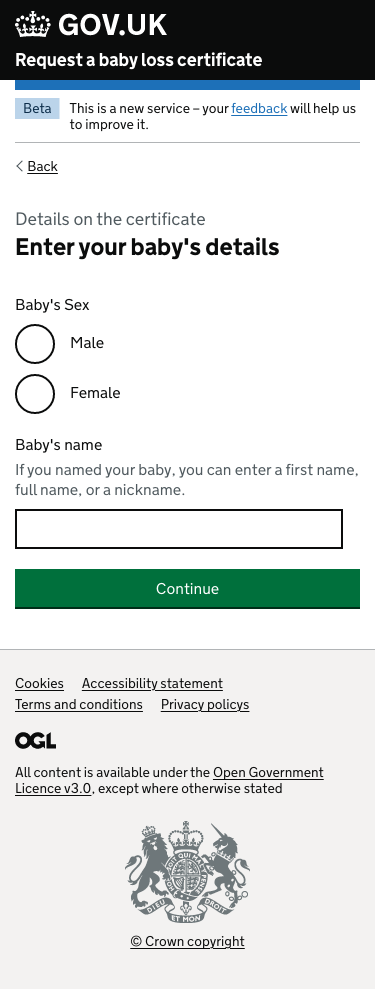 GOV.UK
Request a baby loss certificate
Beta This is a new service – your feedback will help us
to improve it.
Back
Details on the certificate
Enter your baby's details
Baby's Sex
Male
Female
Baby's name
If you named your baby, you can enter a first name,
full name, or a nickname.
Continue
Cookies Accessibility statement
Terms and conditions Privacy policys
OGL
All content is available under the Open Government
Licence v3.0, except where otherwise stated
DIEU ET MON
© Crown copyright